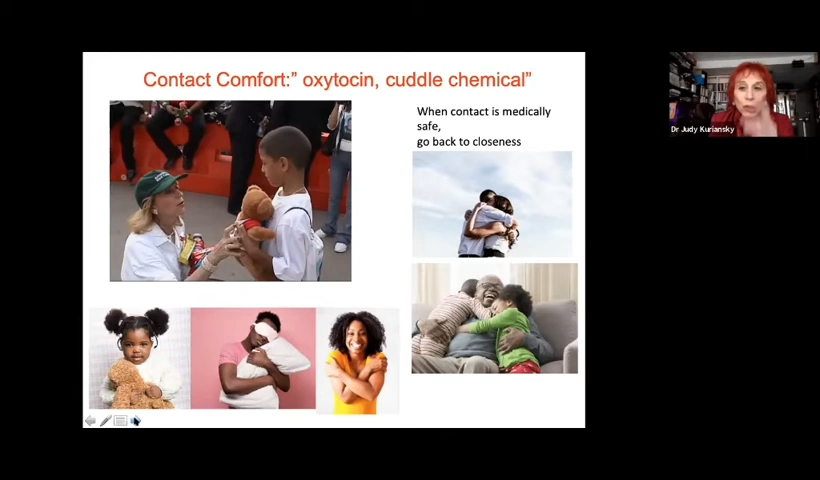 Contact Comfort:” oxytocin, cuddle chemical”
When contact is medically
safe,
go back to closeness
Dr Judy Kuriansky